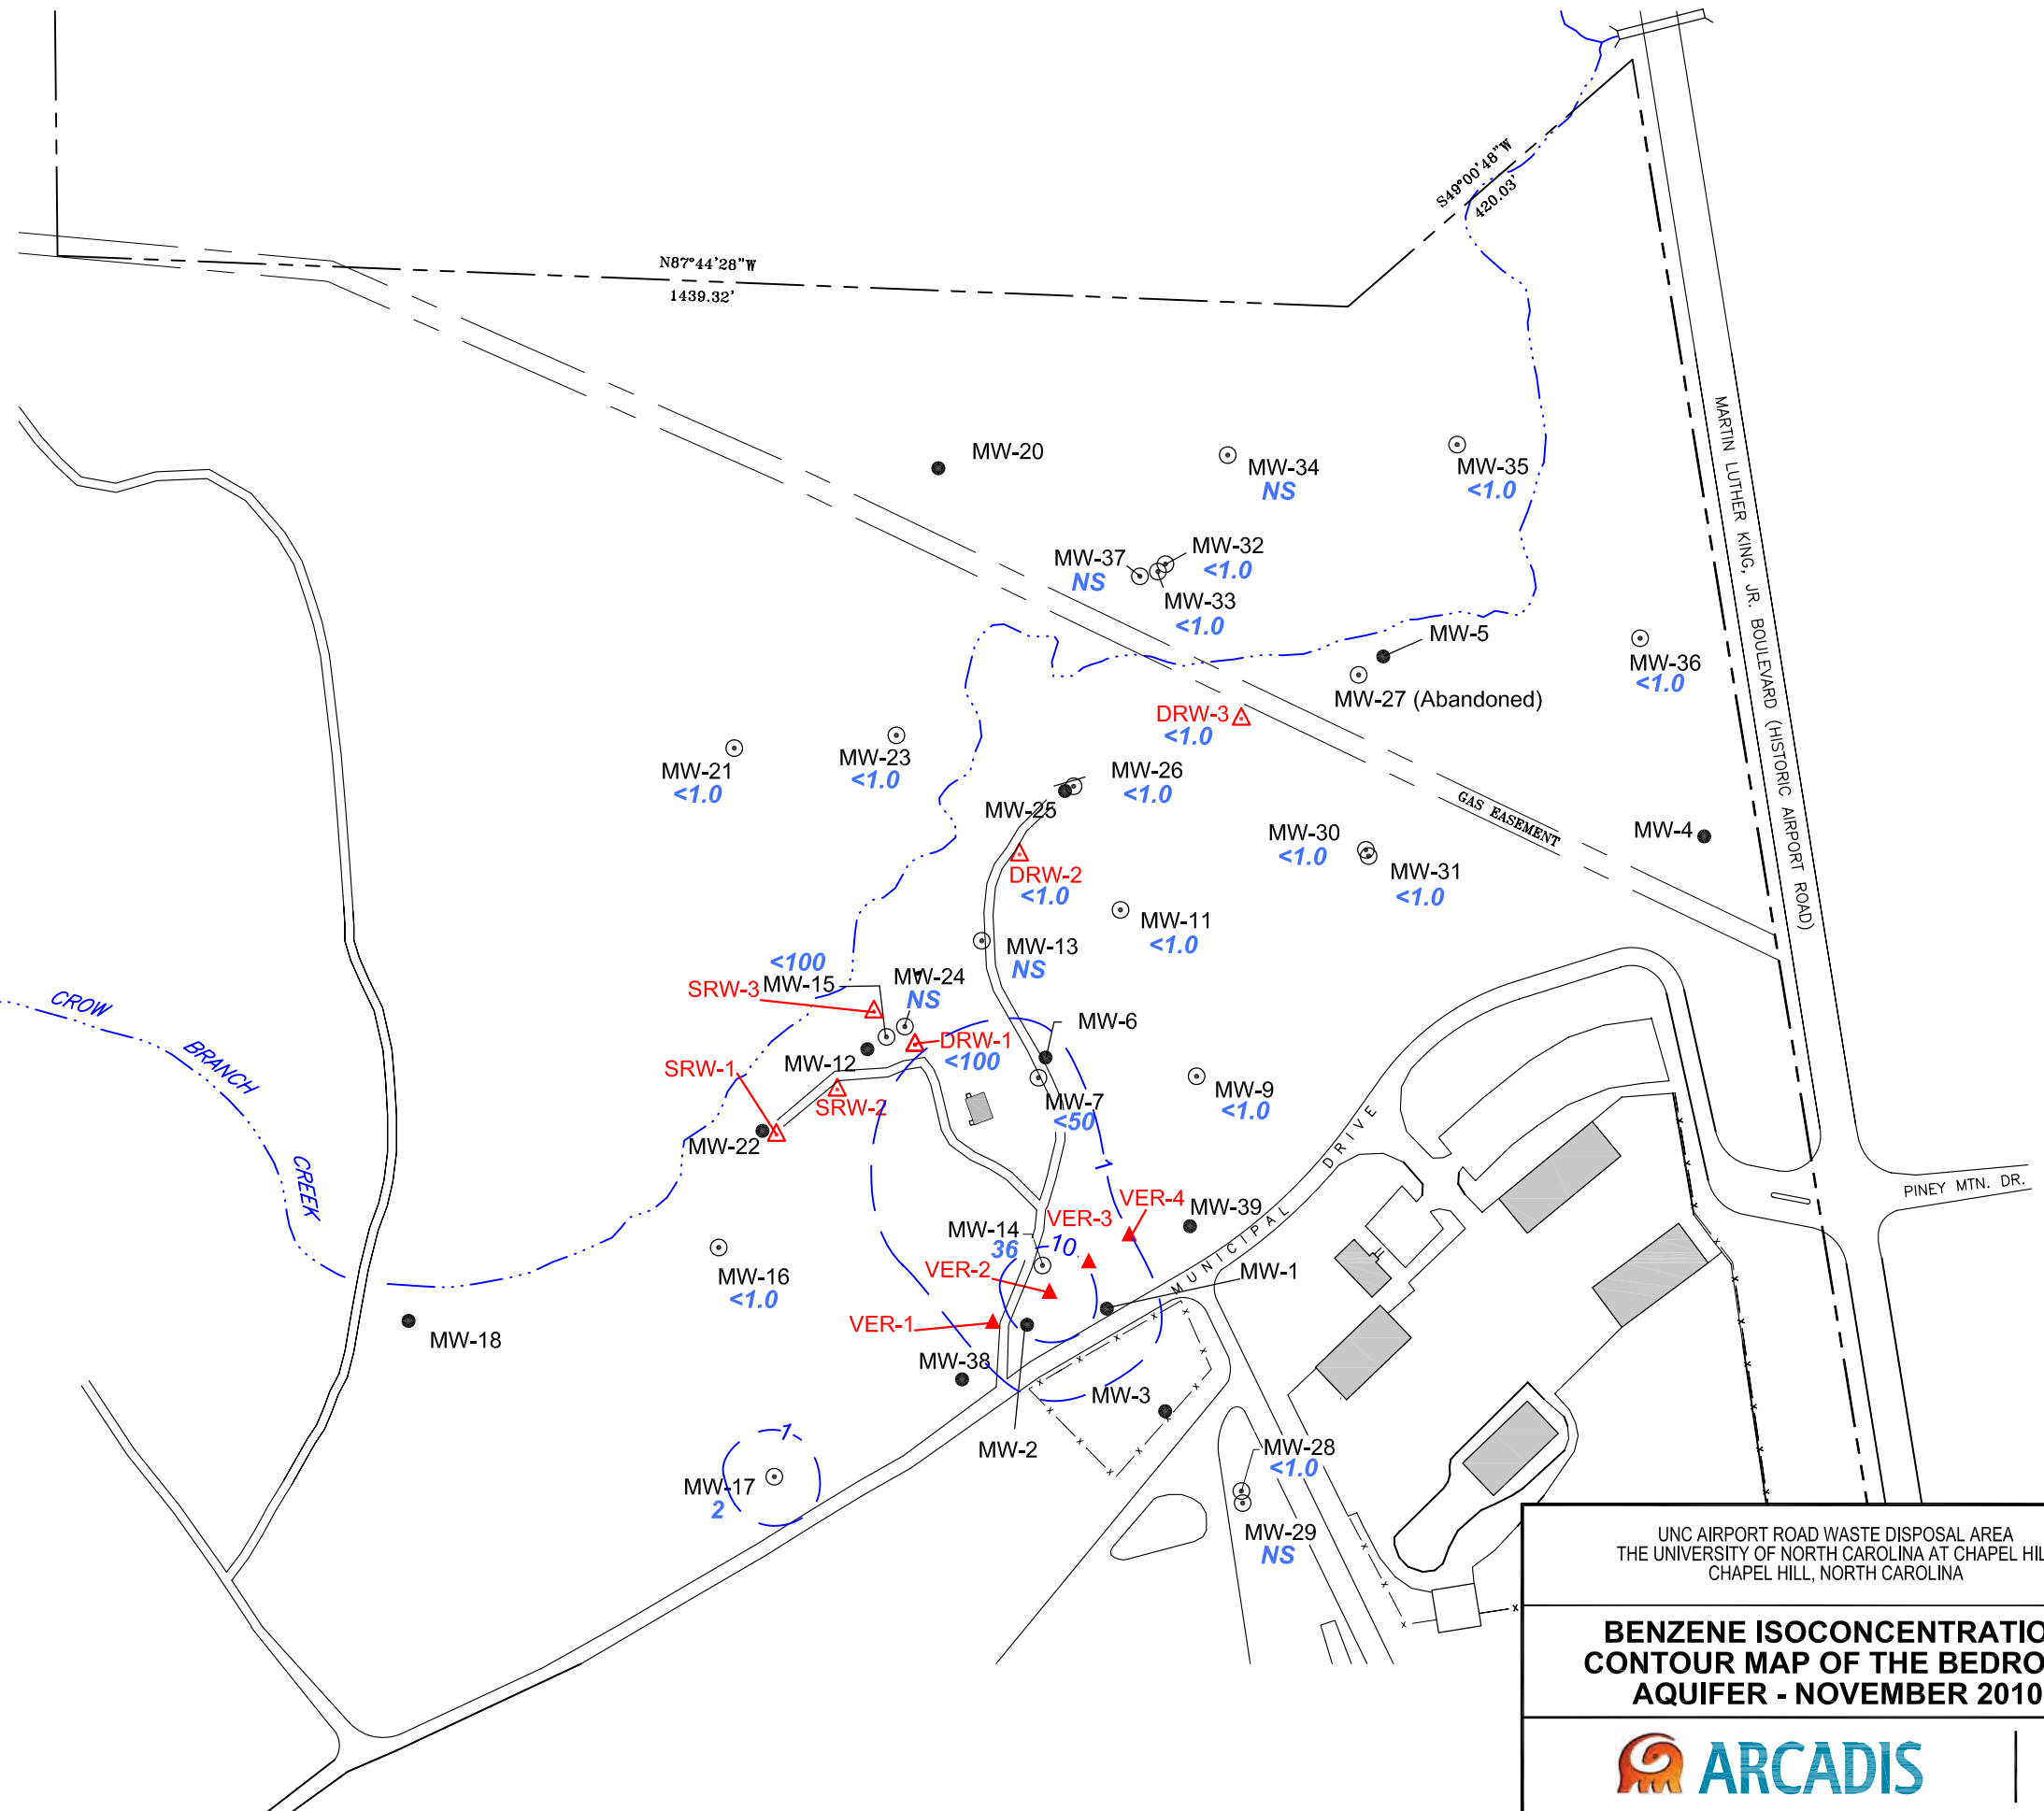 S49°00'48"W
420.03'
N87°44'28"W
1439.32'
MARTIN LUTHER KING, JR. BOULEVARD (HISTORIC AIRPORT ROAD)
MW-20
MW-34
NS
MW-35
<1.0
MW-37
NS
MW-32
<1.0
MW-33
<1.0
MW-5
MW-36
<1.0
MW-27 (Abandoned)
DRW-3
<1.0
MW-21
<1.0
MW-23
<1.0
MW-26
<1.0
MW-25
GAS EASEMENT
MW-4
MW-30
<1.0
MW-31
<1.0
DRW-2
<1.0
MW-11
<1.0
MW-13
NS
<100
MW-15
MW-24
NS
SRW-3
CROW
BRANCH
CREEK
MW-6
DRW-1
<100
MW-12
SRW-1
SRW-2
MW-7
<50
MW-9
<1.0
MW-22
1
MUNICIPAL DRIVE
PINEY MTN. DR.
VER-4
VER-3
MW-39
MW-14
36
10
VER-2
MW-1
MW-16
<1.0
VER-1
MW-18
MW-38
MW-3
MW-2
1
MW-17
2
MW-28
<1.0
MW-29
NS
UNC AIRPORT ROAD WASTE DISPOSAL AREA
THE UNIVERSITY OF NORTH CAROLINA AT CHAPEL HIL
CHAPEL HILL, NORTH CAROLINA
BENZENE ISOCONCENTRATIO
CONTOUR MAP OF THE BEDRO
AQUIFER - NOVEMBER 2010
ARCADIS